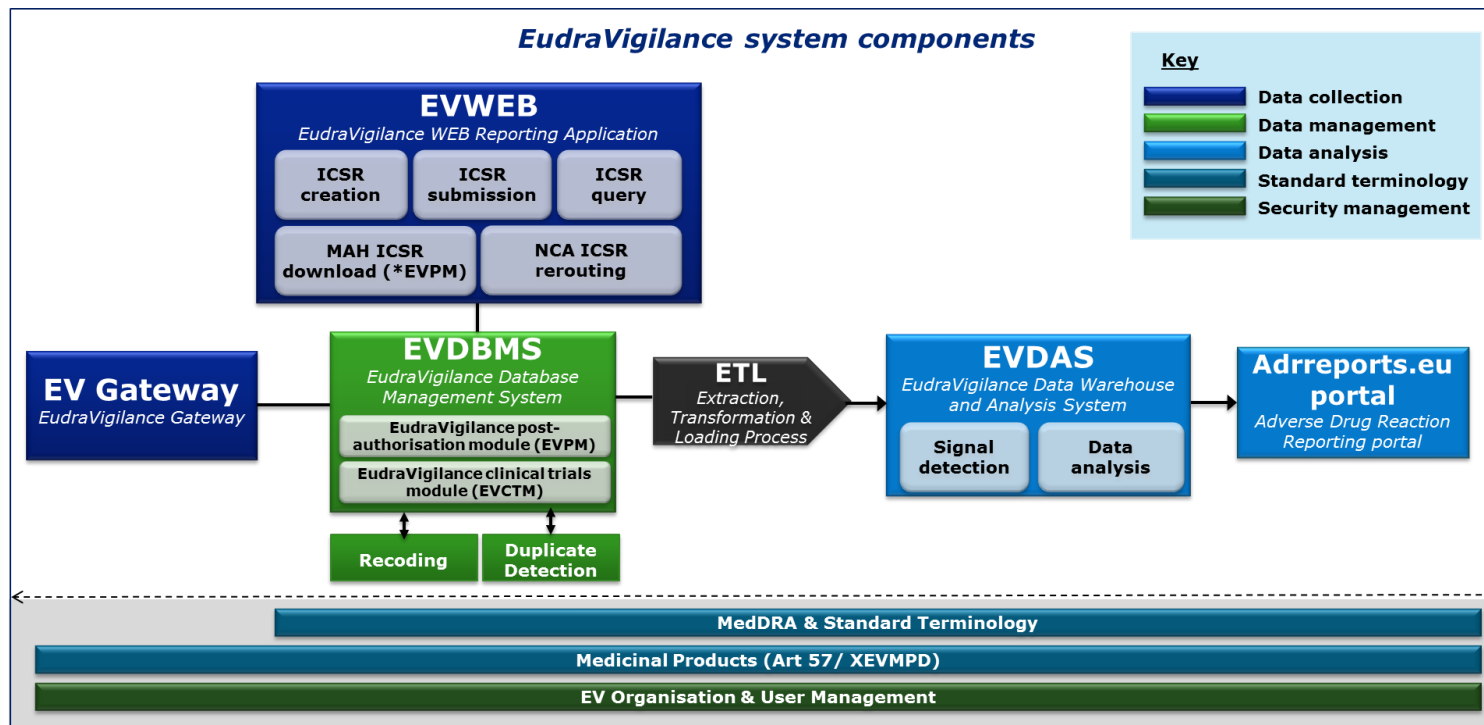 EudraVigilance system components
Key
Data collection
Data management
Data analysis
Standard terminology
Security management
EVWEB
EudraVigilance WEB Reporting Application
ICSR
creation
ICSR
submission
ICSR
query
MAH ICSR
download (*EVPM)
NCA ICSR
rerouting
EV Gateway
EudraVigilance Gateway
EVDBMS
EudraVigilance Database
Management System
EudraVigilance post-
authorisation module (EVPM)
EudraVigilance clinical trials
module (EVCTM)
Recoding
Duplicate
Detection
ETL
Extraction,
Transformation &
Loading Process
EVDAS
EudraVigilance Data Warehouse
and Analysis System
Signal
detection
Data
analysis
Adrreports.eu
portal
Adverse Drug Reaction
Reporting portal
MedDRA & Standard Terminology
Medicinal Products (Art 57/ XEVMPD)
EV Organisation & User Management